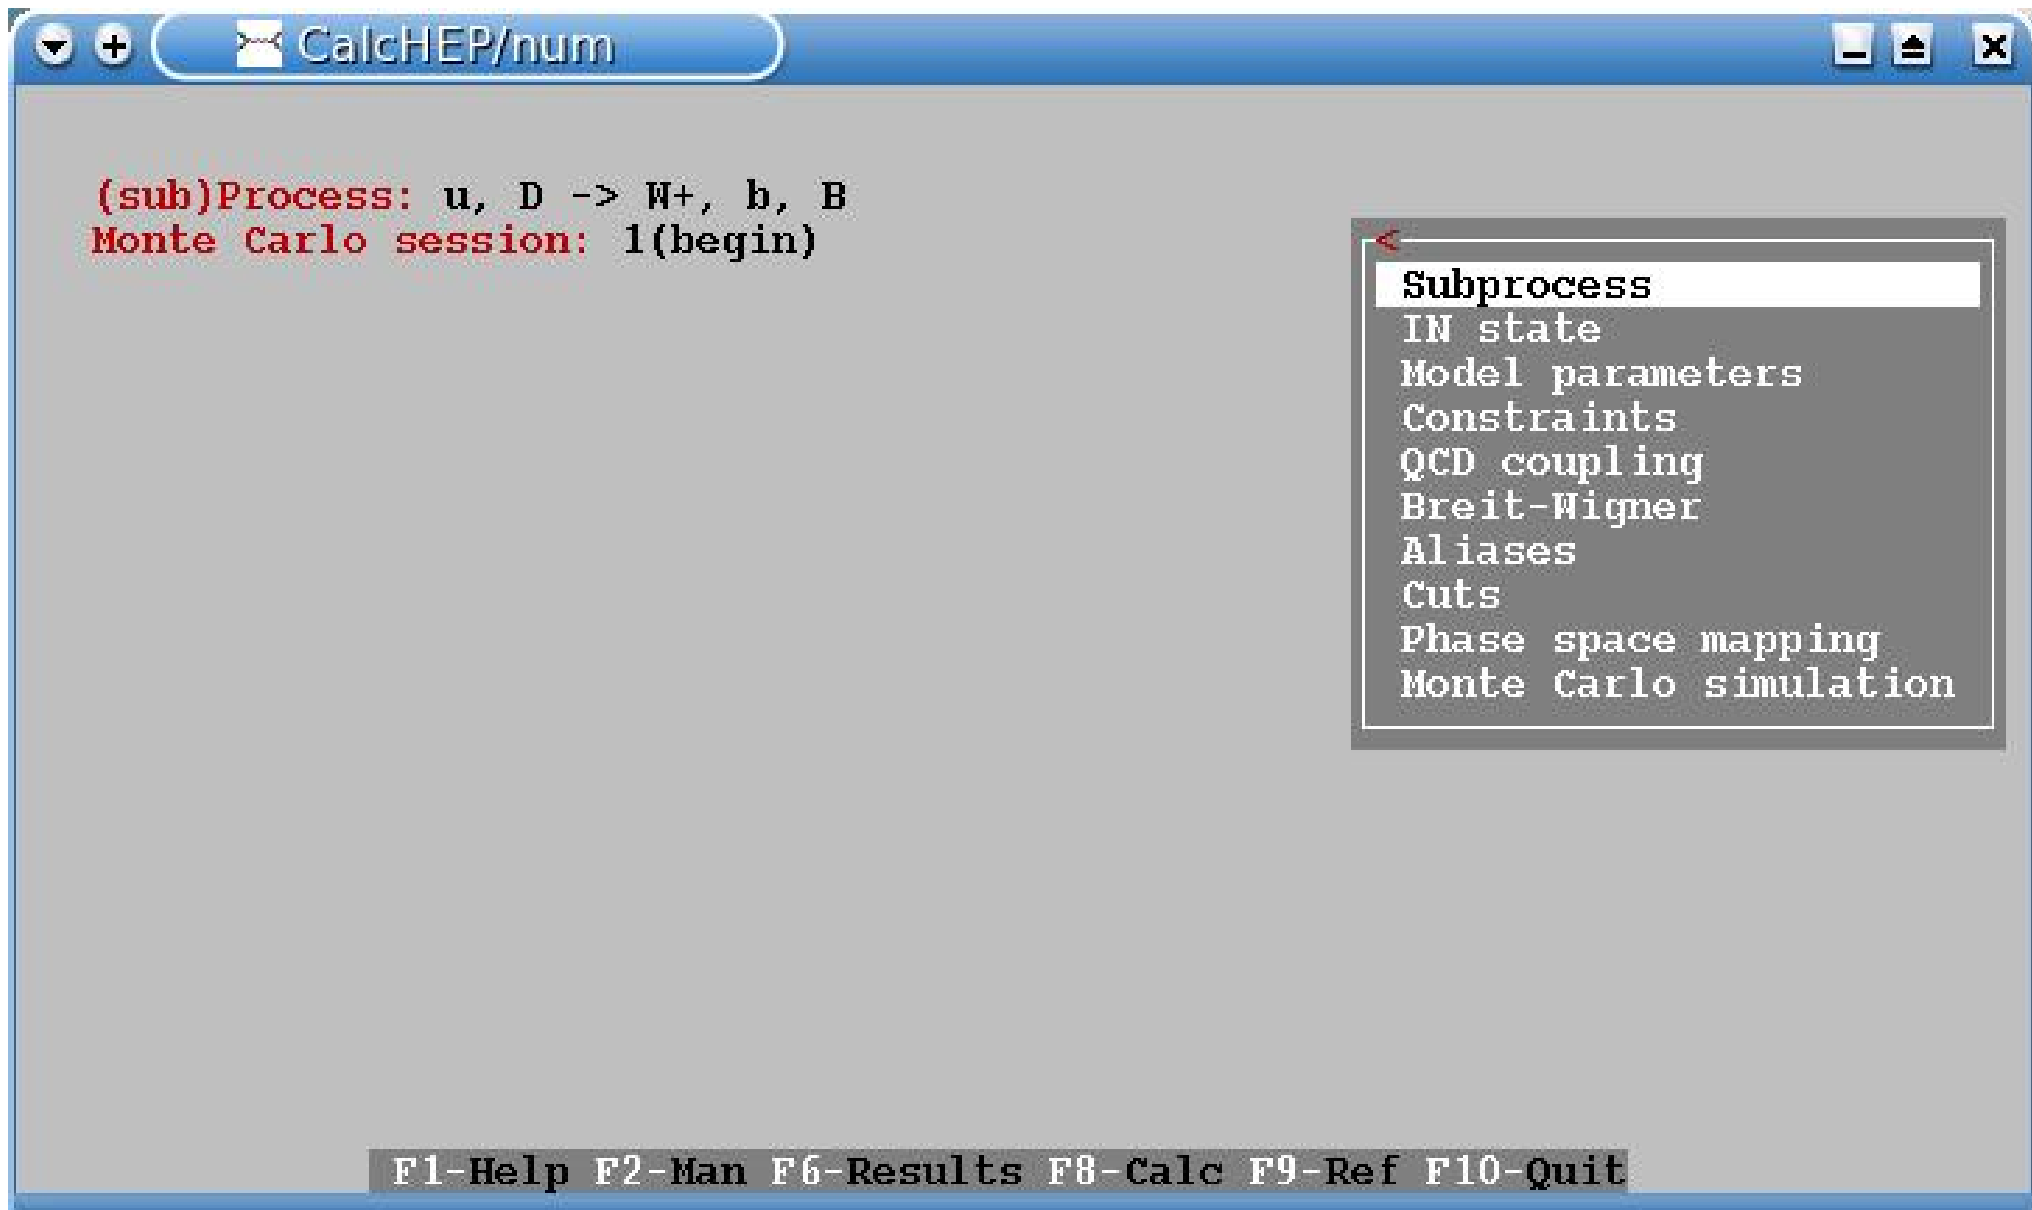 CalcHEP/num
(sub)Process: u, D -> W+, b, B
Monte Carlo session: 1(begin)
<
Subprocess
IN state
Model parameters
Constraints
QCD coupling
Breit-Wigner
Aliases
Cuts
Phase space mapping
Monte Carlo simulation
F1-Help F2-Man F6-Results F8-Calc F9-Ref F10-Quit